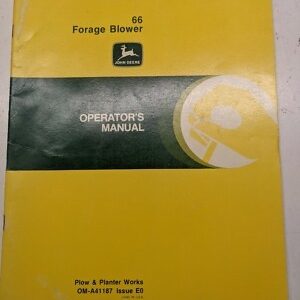 66
Forage Blower
JOHN DEERE
OPERATOR'S
MANUAL
Plow & Planter Works
OM-A41187 Issue E0